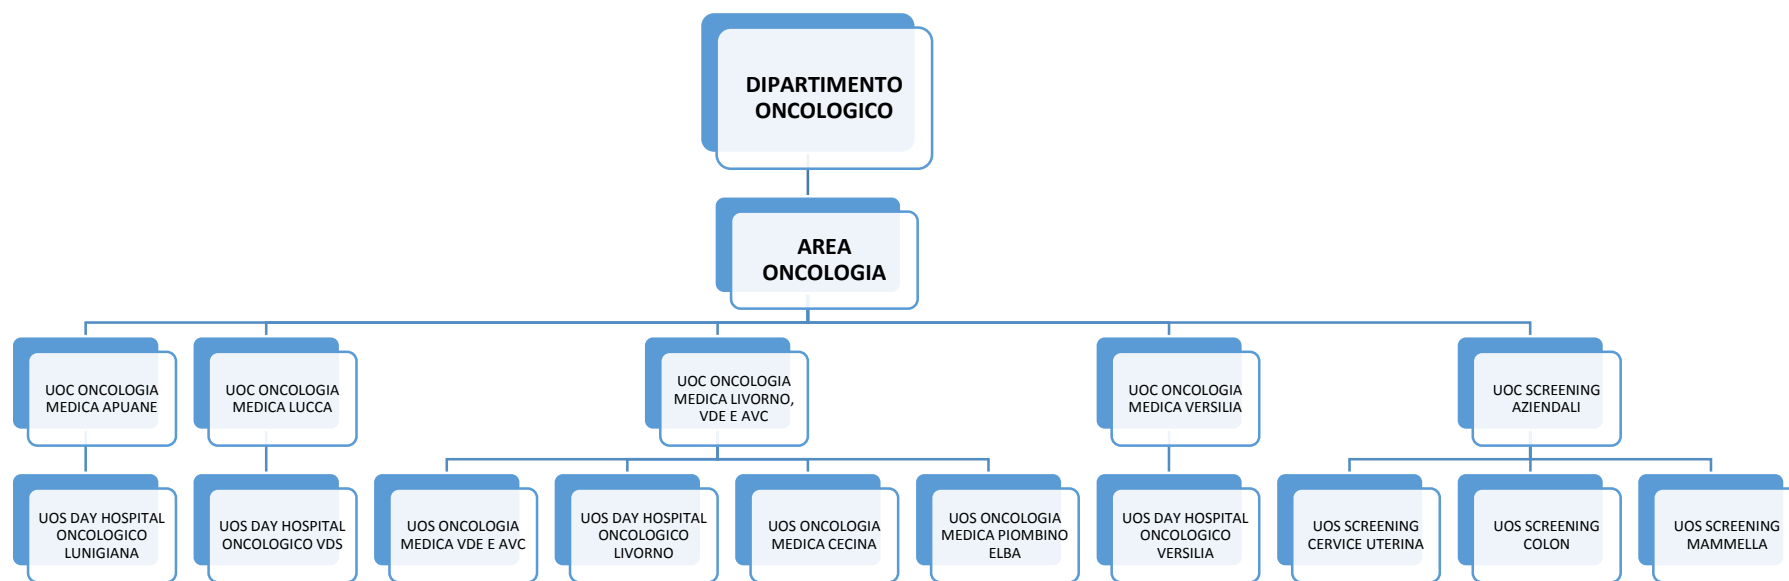 DIPARTIMENTO
ONCOLOGICO
AREA
ONCOLOGIA
UOC ONCOLOGIA
MEDICA APUANE
UOC ONCOLOGIA
MEDICA LUCCA
UOC ONCOLOGIA
MEDICA LIVORNO,
VDE E AVC
UOC ONCOLOGIA
MEDICA VERSILIA
UOC SCREENING
AZIENDALI
UOS DAY HOSPITAL
ONCOLOGICO
LUNIGIANA
UOS DAY HOSPITAL
ONCOLOGICO VDS
UOS ONCOLOGIA
MEDICA VDE E AVC
UOS DAY HOSPITAL
ONCOLOGICO
LIVORNO
UOS ONCOLOGIA
MEDICA CECINA
UOS ONCOLOGIA
MEDICA PIOMBINO
ELBA
UOS DAY HOSPITAL
ONCOLOGICO
VERSILIA
UOS SCREENING
CERVICE UTERINA
UOS SCREENING
COLON
UOS SCREENING
MAMMELLA